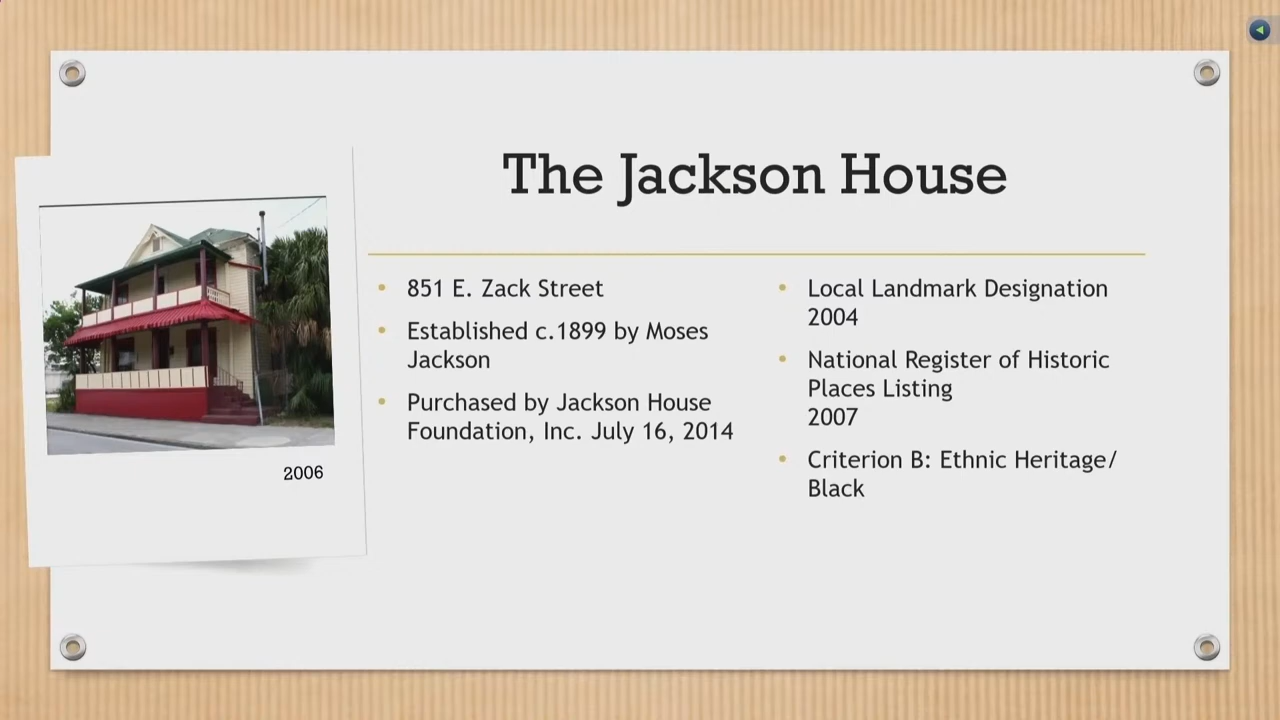 The Jackson House
2006
851 E. Zack Street
Established c.1899 by Moses
Jackson
Purchased by Jackson House
Foundation, Inc. July 16, 2014
Local Landmark Designation
2004
National Register of Historic
Places Listing
2007
Criterion B: Ethnic Heritage/
Black